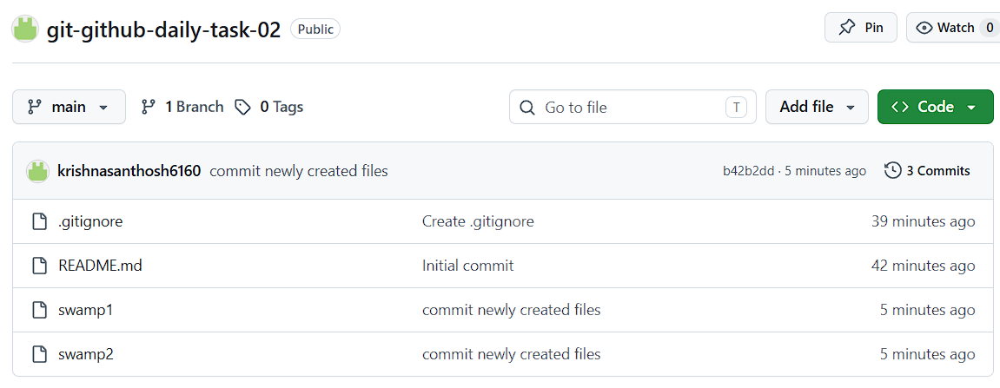 git-github-daily-task-02 Public Pin Watch 0
main 1 Branch 0 Tags Go to file T Add file Code
krishnasanthosh6160 commit newly created files b42b2dd · 5 minutes ago 3 Commits
.gitignore Create .gitignore 39 minutes ago
README.md Initial commit 42 minutes ago
swamp1 commit newly created files 5 minutes ago
swamp2 commit newly created files 5 minutes ago